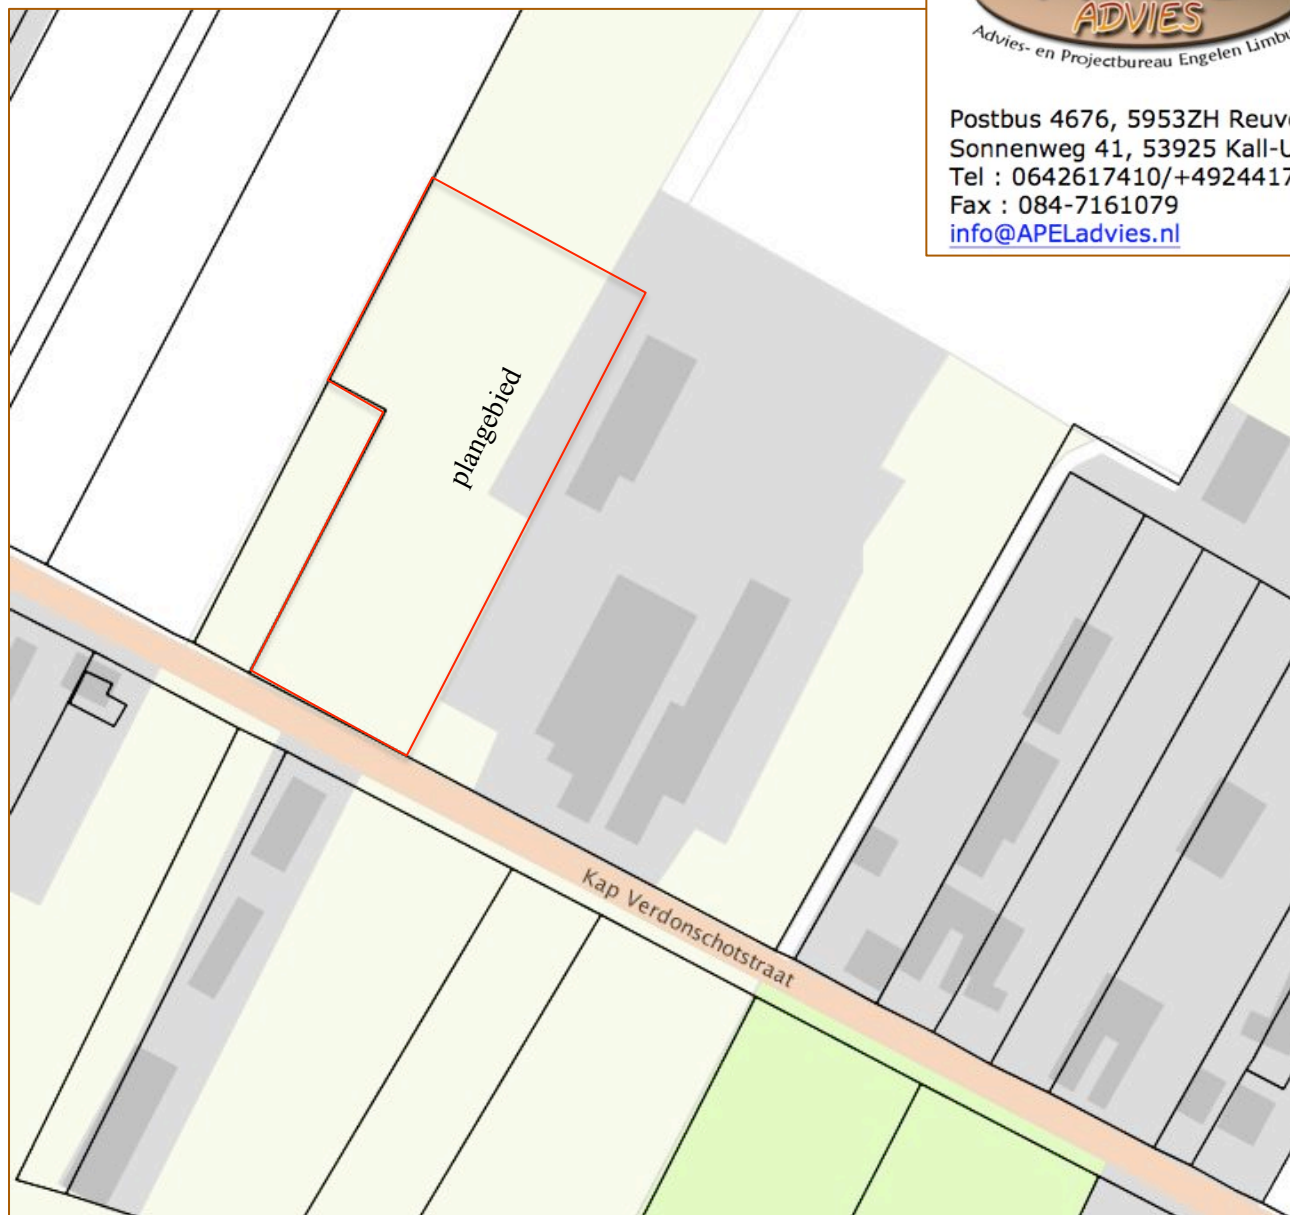 ADVIES
Advies- en Projectbureau Engelen
Postbus 4676, 5953ZH
Sonnenweg 41, 53925
Tel : 0642617410/+4924417
Fax : 084-7161079
info@APELadvies.nl
plangebied
Kap Verdonschotstraat